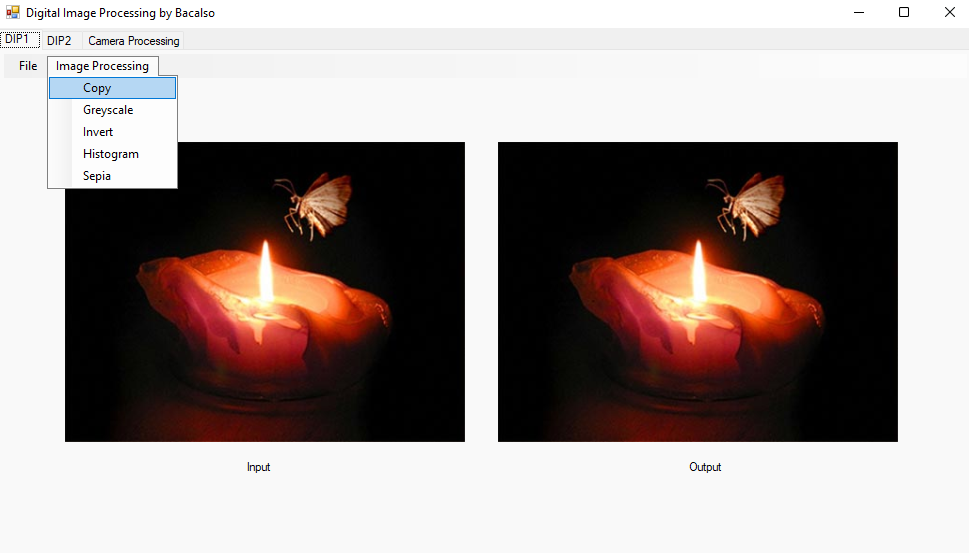 Digital Image Processing by Bacalso
DIP1 DIP2 Camera Processing
File Image Processing
Copy
Greyscale
Invert
Histogram
Sepia
Input Output